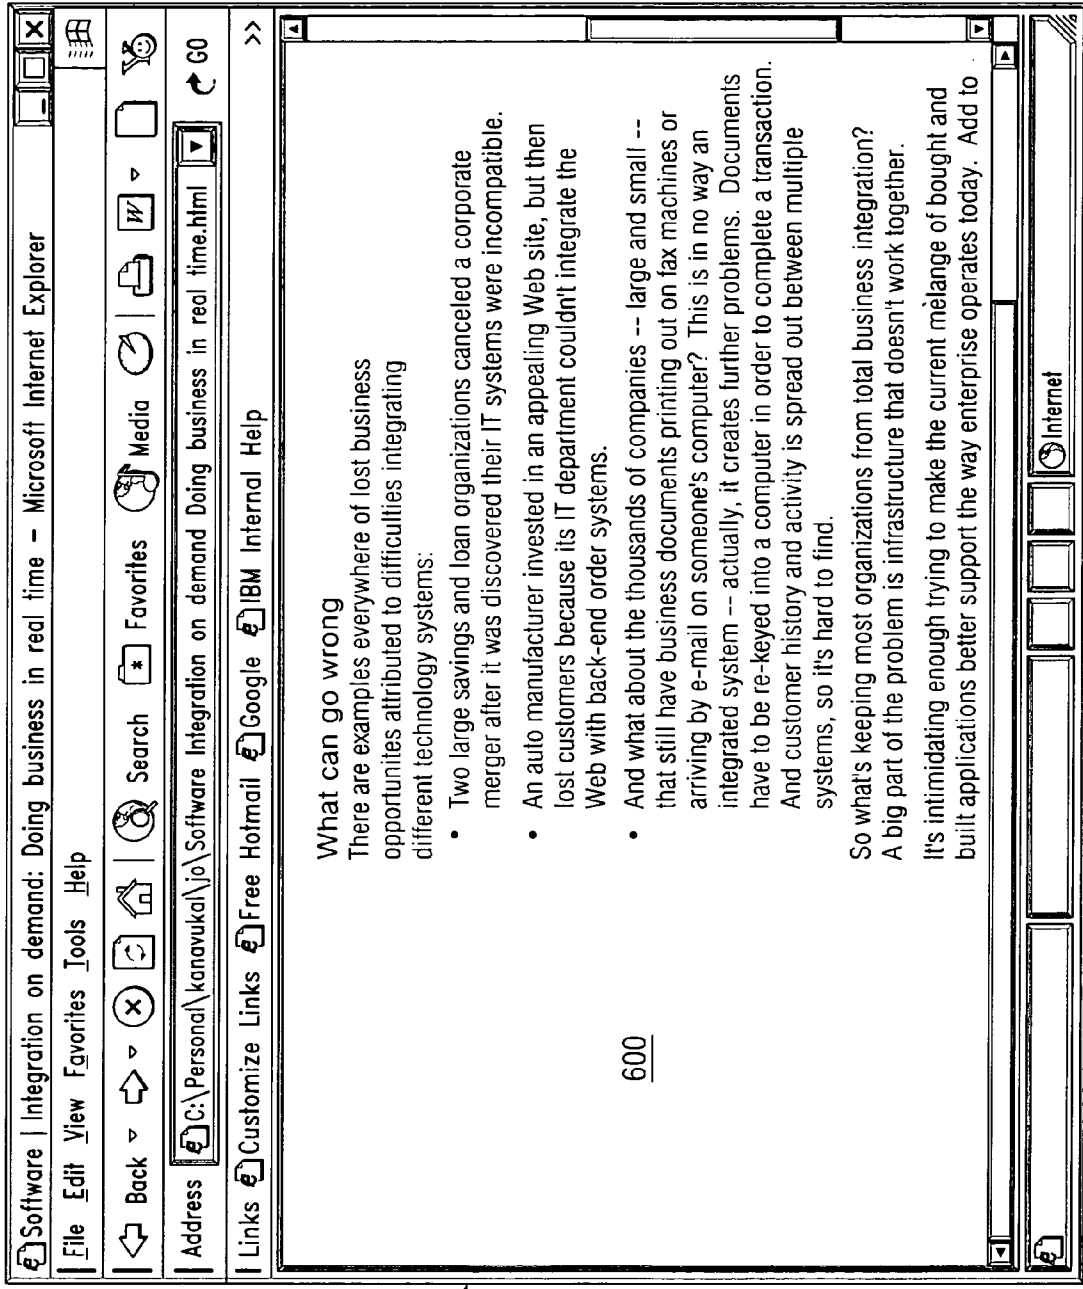 Software | Integration on demand: Doing business in real time - Microsoft Internet Explorer
File Edit View Favorites Tools Help
Back Search Favorites Media W
Address C:\Personal\kanavukal\jo\Software Integration on demand Doing business in real time.html GO
Links Customize Links Free Hotmail Google IBM Internal Help >>
What can go wrong
There are examples everywhere of lost business
opportunites attributed to difficulties integrating
different technology systems:
• Two large savings and loan organizations canceled a corporate
merger after it was discovered their IT systems were incompatible.
• An auto manufacturer invested in an appealing Web site, but then
lost customers because its IT department couldn't integrate the
Web with back-end order systems.
• And what about the thousands of companies -- large and small --
that still have business documents printing out on fax machines or
arriving by e-mail on someone's computer? This is in no way an
integrated system -- actually, it creates further problems. Documents
have to be re-keyed into a computer in order to complete a transaction.
And customer history and activity is spread out between multiple
systems, so it's hard to find.
600
So what's keeping most organizations from total business integration?
A big part of the problem is infrastructure that doesn't work together.
It's intimidating enough trying to make the current mèlange of bought and
built applications better support the way enterprise operates today. Add to
Internet